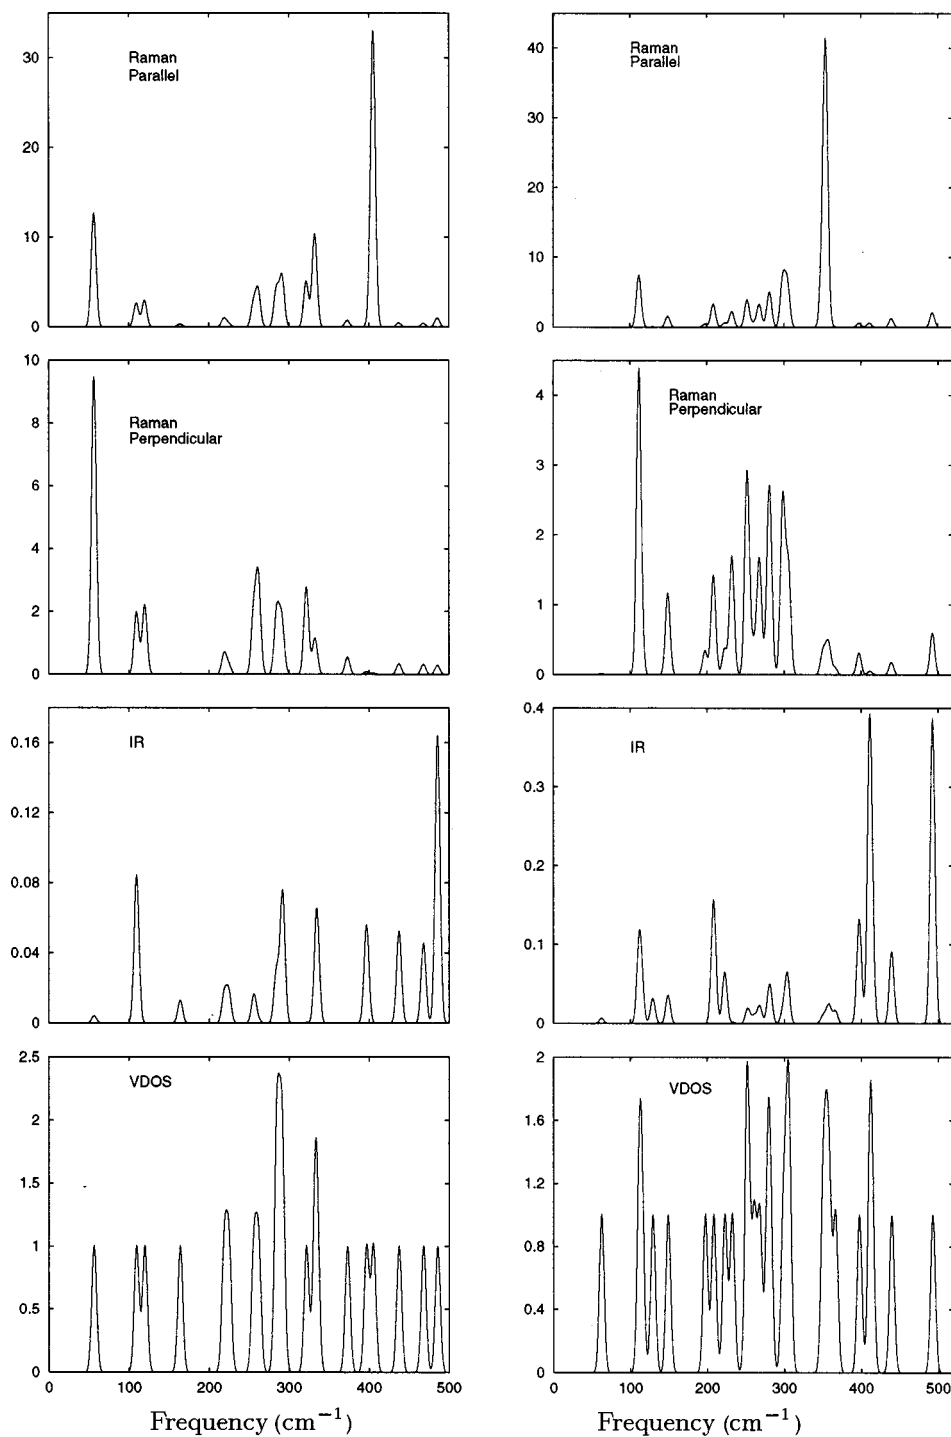 30
20
10
0
Raman
Parallel
40
30
20
10
0
Raman
Parallel
10
8
6
4
2
0
Raman
Perpendicular
4
3
2
1
0
Raman
Perpendicular
0.16
0.12
0.08
0.04
0
IR
0.4
0.3
0.2
0.1
0
IR
2.5
2
1.5
1
0.5
0
VDOS
0 100 200 300 400 500
Frequency (cm−1)
2
1.6
1.2
0.8
0.4
0
VDOS
0 100 200 300 400 500
Frequency (cm−1)